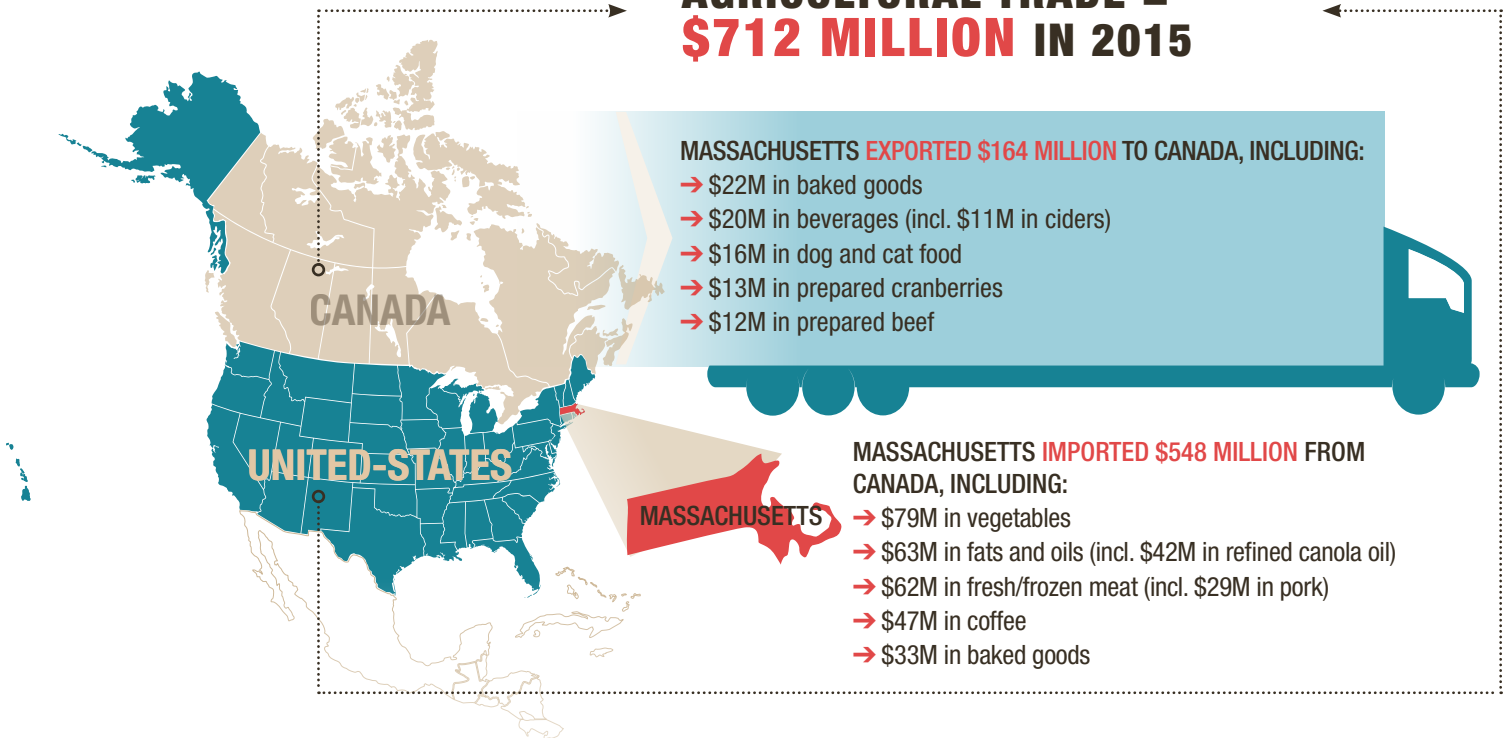 AGRICULTURAL TRADE =
$712 MILLION IN 2015
MASSACHUSETTS EXPORTED $164 MILLION TO CANADA, INCLUDING:
→ $22M in baked goods
→ $20M in beverages (incl. $11M in ciders)
→ $16M in dog and cat food
→ $13M in prepared cranberries
→ $12M in prepared beef
CANADA
UNITED-STATES
MASSACHUSETTS
MASSACHUSETTS IMPORTED $548 MILLION FROM
CANADA, INCLUDING:
→ $79M in vegetables
→ $63M in fats and oils (incl. $42M in refined canola oil)
→ $62M in fresh/frozen meat (incl. $29M in pork)
→ $47M in coffee
→ $33M in baked goods